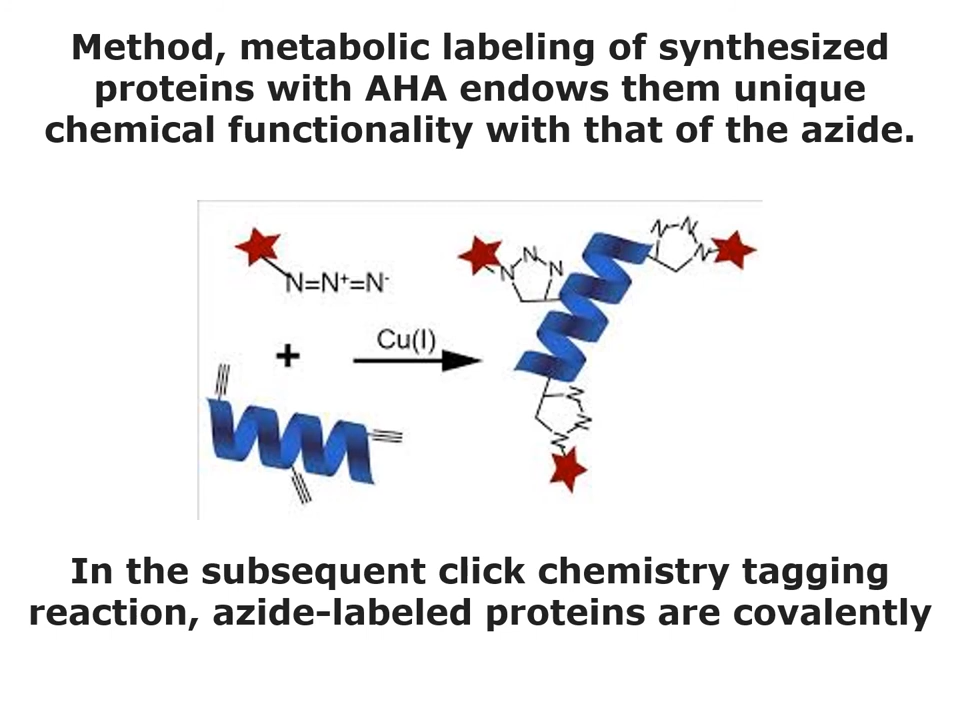 Method, metabolic labeling of synthesized
proteins with AHA endows them unique
chemical functionality with that of the azide.
N=N⁺=N⁻
+
Cu(I)
N
N
N
N
N
N
N
N
N
In the subsequent click chemistry tagging
reaction, azide-labeled proteins are covalently